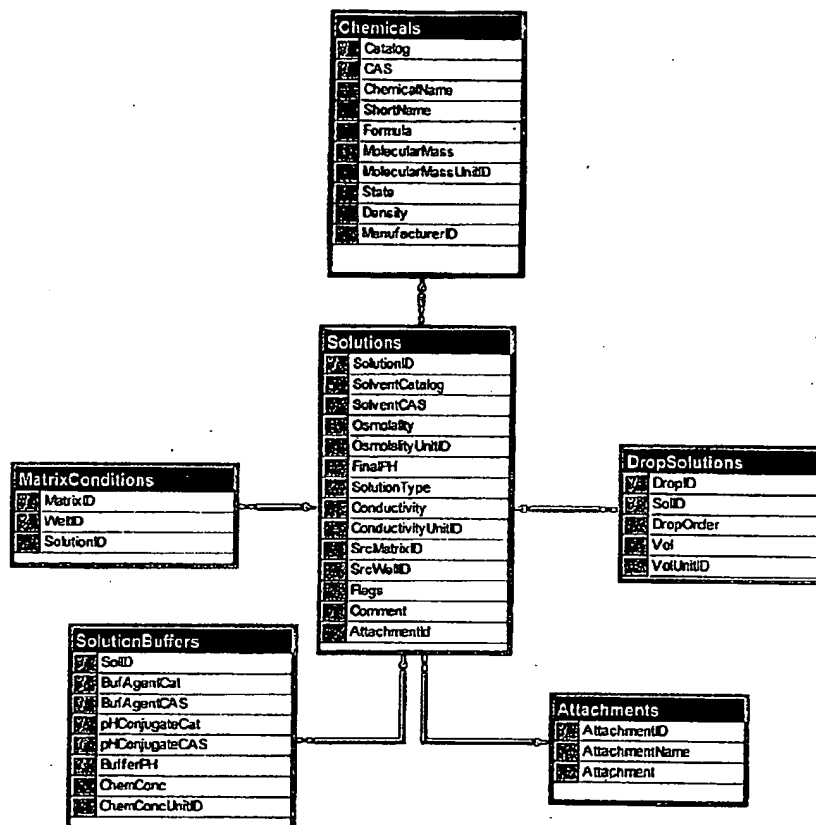 Chemicals
Catalog
CAS
ChemicalName
ShortName
Formula
MolecularMass
MolecularMassUnitID
State
Density
ManufacturerID
Solutions
SolutionID
SolventCatalog
SolventCAS
Osmolality
OsmolalityUnitID
FinalPH
SolutionType
Conductivity
ConductivityUnitID
SrcMatrixID
SrcWellID
Flags
Comment
AttachmentId
MatrixConditions
MatrixID
WellID
SolutionID
DropSolutions
DropID
SolID
DropOrder
Vol
VolUnitID
SolutionBuffers
SolID
BufAgentCat
BufAgentCAS
pHConjugateCat
pHConjugateCAS
BufferPH
ChemConc
ChemConcUnitID
Attachments
AttachmentID
AttachmentName
Attachment